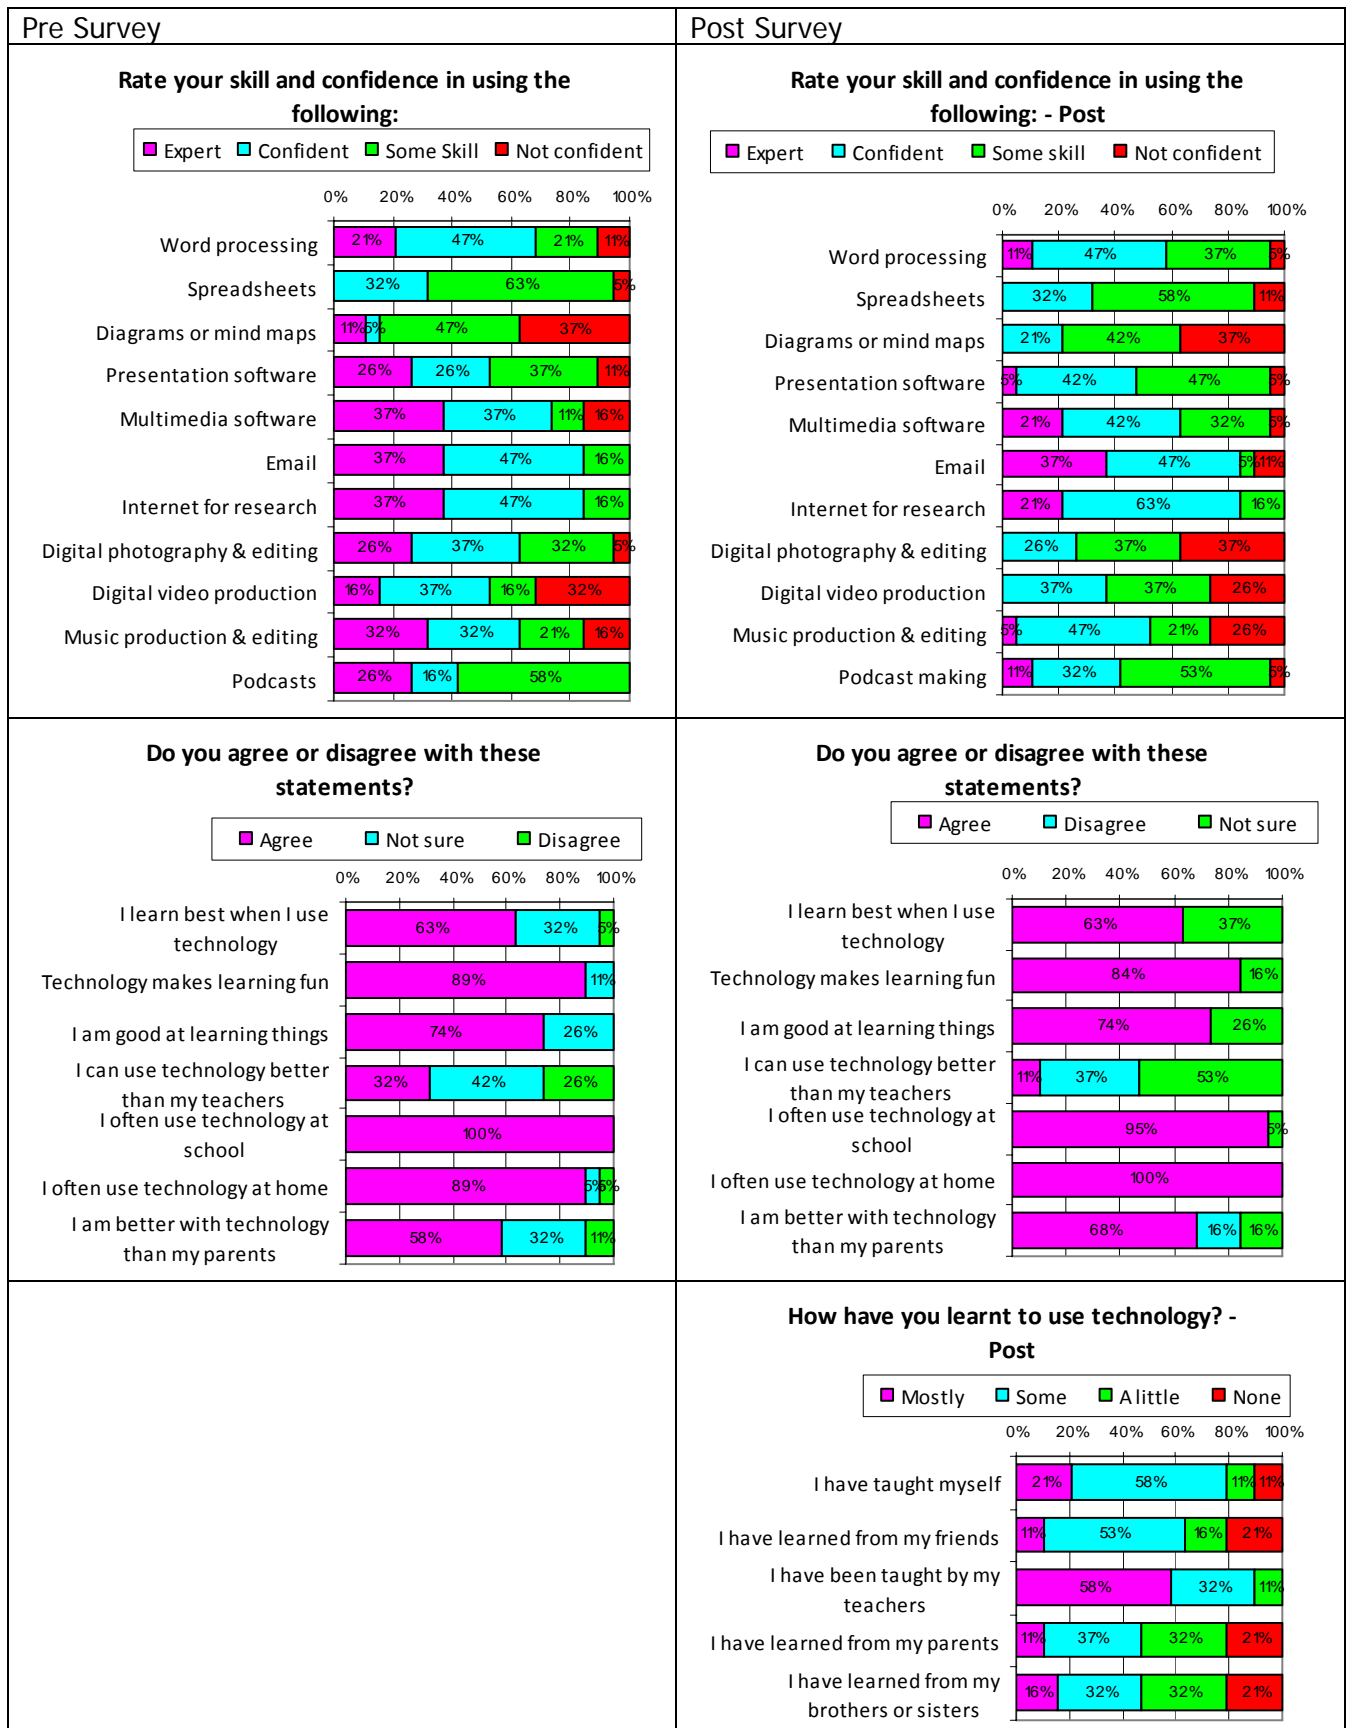 Pre Survey
Post Survey
Rate your skill and confidence in using the
following:
Expert Confident Some Skill Not confident
0% 20% 40% 60% 80% 100%
Word processing 21% 47% 21% 11%
Spreadsheets 32% 63% 5%
Diagrams or mind maps 11% 5% 47% 37%
Presentation software 26% 26% 37% 11%
Multimedia software 37% 37% 11% 16%
Email 37% 47% 16%
Internet for research 37% 47% 16%
Digital photography & editing 26% 37% 32% 5%
Digital video production 16% 37% 16% 32%
Music production & editing 32% 32% 21% 16%
Podcasts 26% 16% 58%
Rate your skill and confidence in using the
following: - Post
Expert Confident Some skill Not confident
0% 20% 40% 60% 80% 100%
Word processing 11% 47% 37% 5%
Spreadsheets 32% 58% 11%
Diagrams or mind maps 21% 42% 37%
Presentation software 5% 42% 47% 5%
Multimedia software 21% 42% 32% 5%
Email 37% 47% 5% 11%
Internet for research 21% 63% 16%
Digital photography & editing 26% 37% 37%
Digital video production 37% 37% 26%
Music production & editing 5% 47% 21% 26%
Podcast making 11% 32% 53% 5%
Do you agree or disagree with these
statements?
Agree Not sure Disagree
0% 20% 40% 60% 80% 100%
I learn best when I use
technology 63% 32% 5%
Technology makes learning fun 89% 11%
I am good at learning things 74% 26%
I can use technology better
than my teachers 32% 42% 26%
I often use technology at
school 100%
I often use technology at home 89% 5% 5%
I am better with technology
than my parents 58% 32% 11%
Do you agree or disagree with these
statements?
Agree Disagree Not sure
0% 20% 40% 60% 80% 100%
I learn best when I use
technology 63% 37%
Technology makes learning fun 84% 16%
I am good at learning things 74% 26%
I can use technology better
than my teachers 11% 37% 53%
I often use technology at
school 95% 5%
I often use technology at home 100%
I am better with technology
than my parents 68% 16% 16%
How have you learnt to use technology? -
Post
Mostly Some A little None
0% 20% 40% 60% 80% 100%
I have taught myself 21% 58% 11% 11%
I have learned from my friends 11% 53% 16% 21%
I have been taught by my
teachers 58% 32% 11%
I have learned from my parents 11% 37% 32% 21%
I have learned from my
brothers or sisters 16% 32% 32% 21%